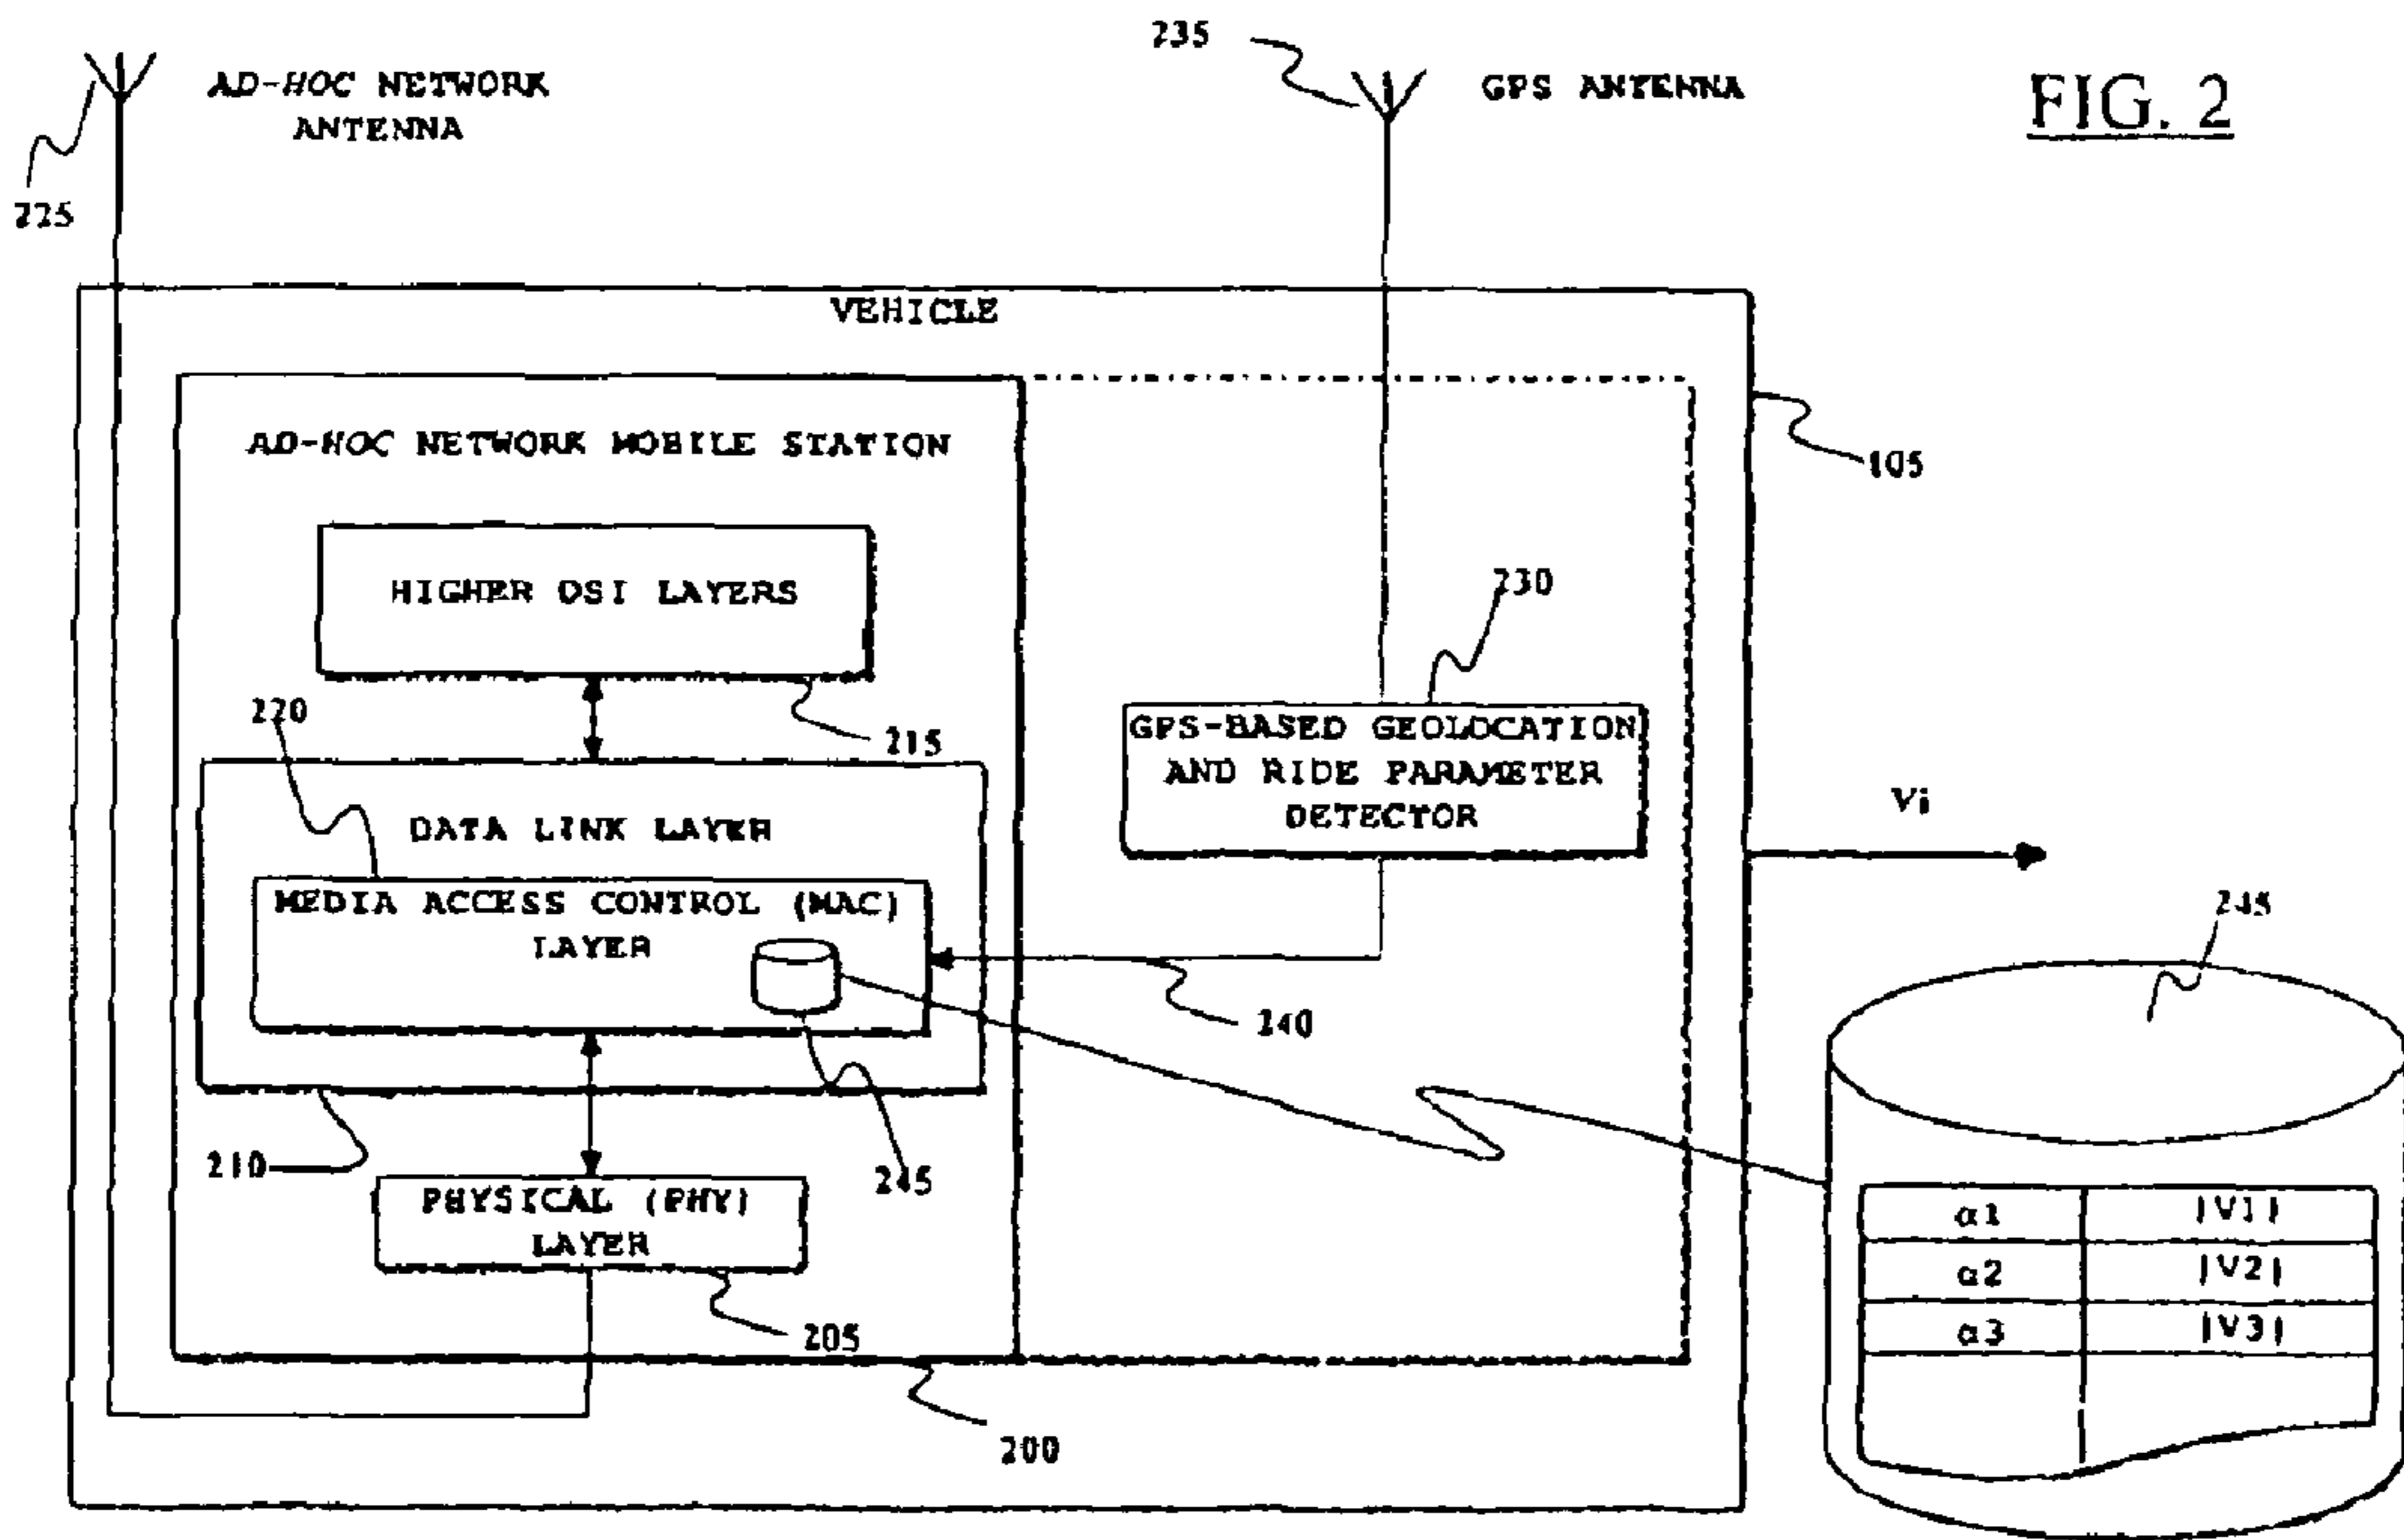 235
AD-HOC NETWORK
ANTENNA
GPS ANTENNA
FIG. 2
225
VEHICLE
AD-HOC NETWORK MOBILE STATION
105
HIGHER OSI LAYERS
230
220
215
GPS-BASED GEOLOCATION
AND RIDE PARAMETER
DETECTOR
Vi
DATA LINK LAYER
MEDIA ACCESS CONTROL (MAC)
LAYER
245
240
210
245
PHYSICAL (PHY)
LAYER
α1 |V1|
α2 |V2|
α3 |V3|
205
200